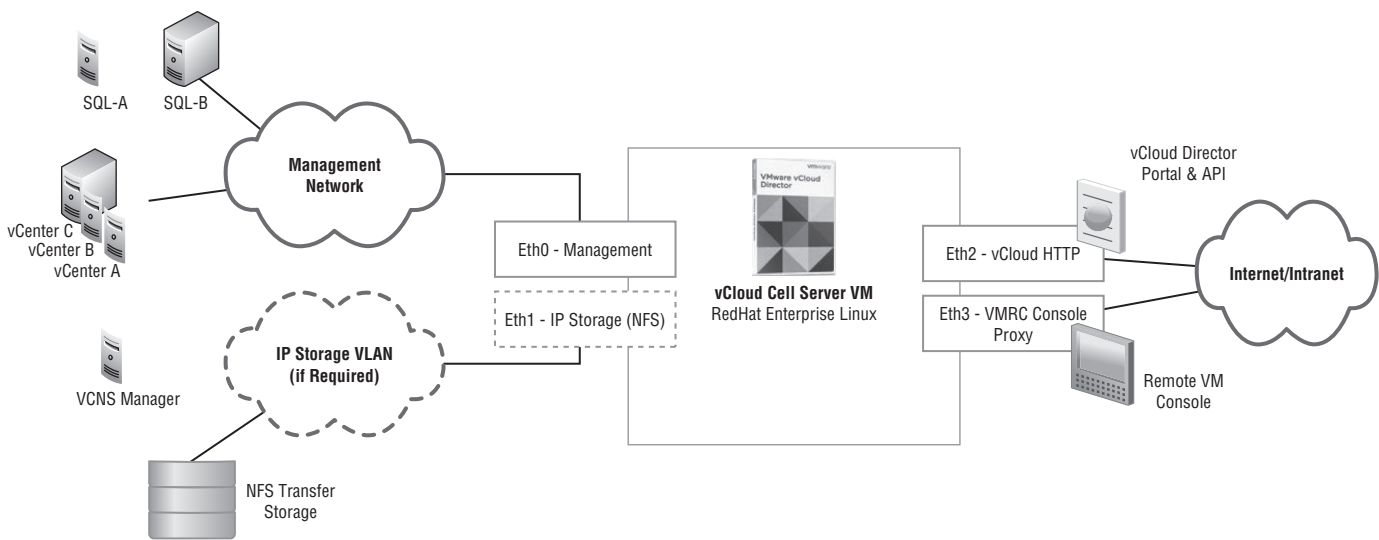 SQL-A
SQL-B
Management
Network
vCenter C
vCenter B
vCenter A
Eth0 - Management
Eth1 - IP Storage (NFS)
IP Storage VLAN
(if Required)
VCNS Manager
NFS Transfer
Storage
vmware
VMware vCloud
Director
vCloud Cell Server VM
RedHat Enterprise Linux
vCloud Director
Portal & API
Eth2 - vCloud HTTP
Eth3 - VMRC Console
Proxy
Internet/Intranet
Remote VM
Console